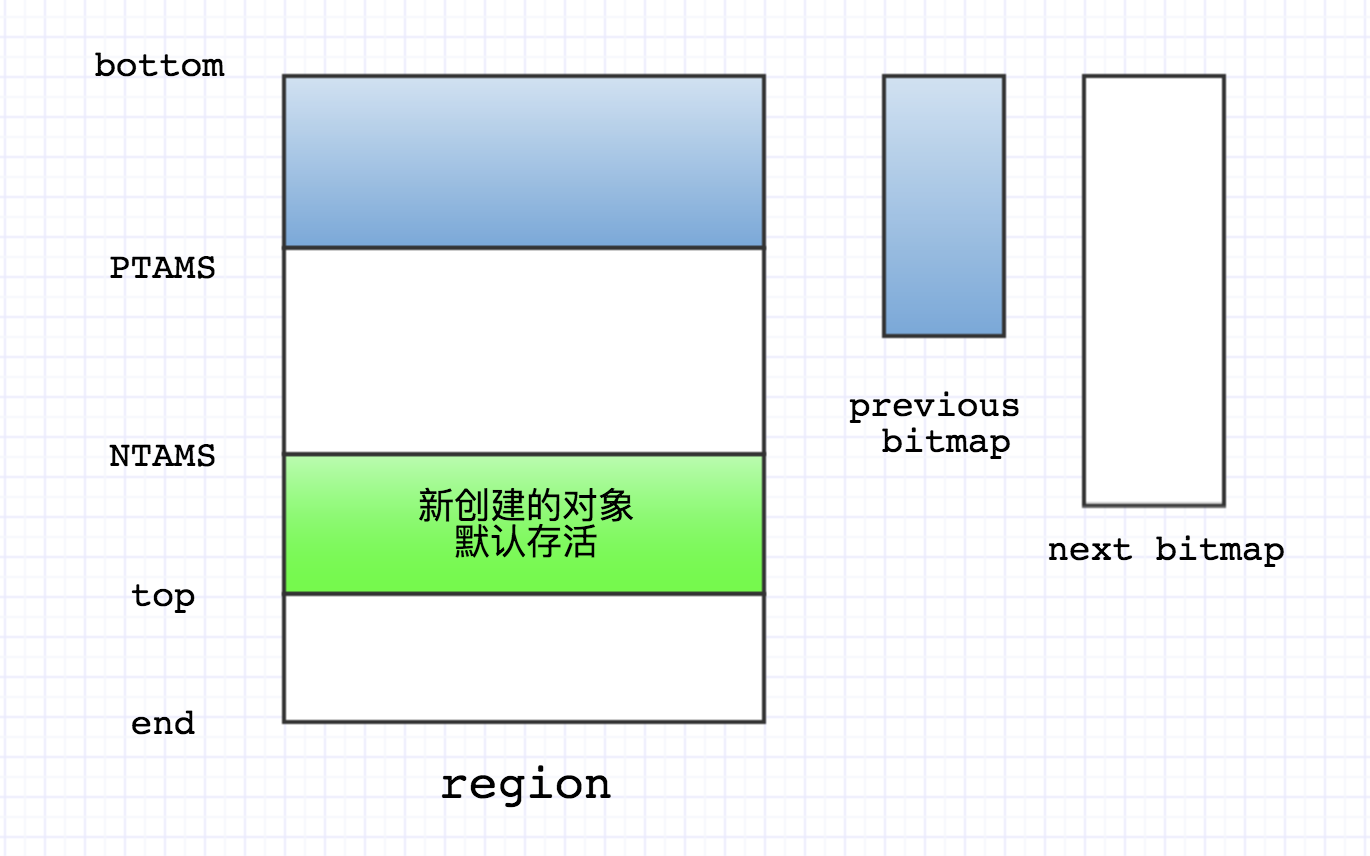 bottom
PTAMS
NTAMS
新创建的对象
默认存活
top
end
region
previous
bitmap
next bitmap